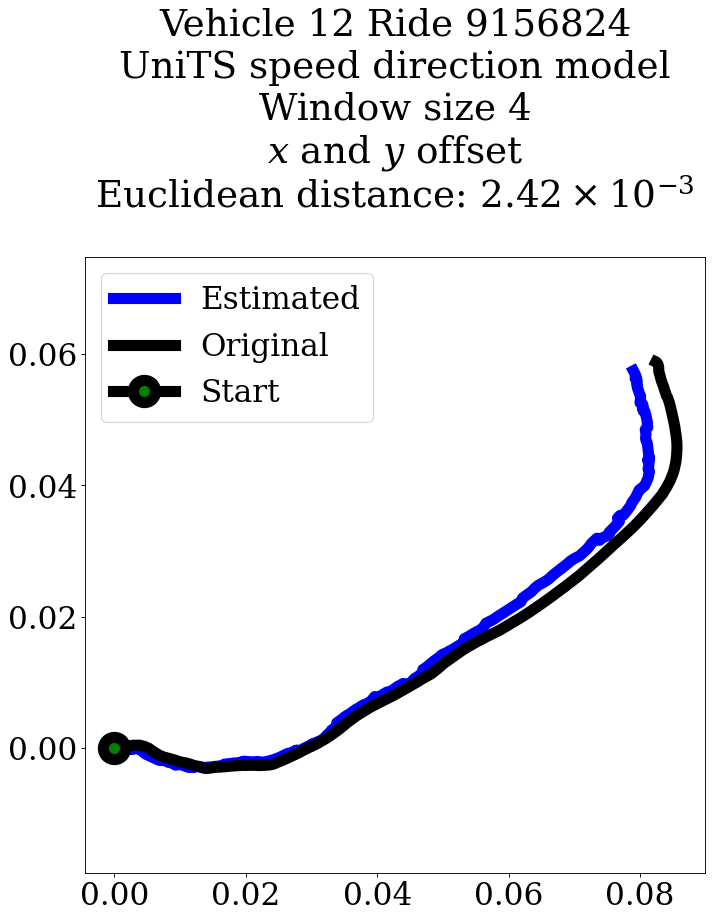 Vehicle 12 Ride 9156824
UniTS speed direction model
Window size 4
x and y offset
Euclidean distance: 2.42 × 10⁻³
Estimated
Original
Start
0.06
0.04
0.02
0.00
0.00 0.02 0.04 0.06 0.08